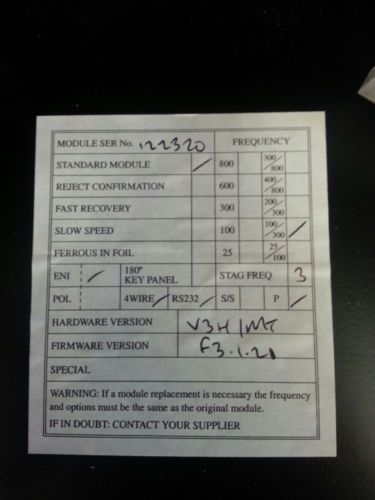 MODULE SER No. 122320 FREQUENCY
STANDARD MODULE / 800 300/800
REJECT CONFIRMATION 600 400/800
FAST RECOVERY 300 200/300
SLOW SPEED 100 100/300 /
FERROUS IN FOIL 25 25/100
ENI / 180° KEY PANEL STAG FREQ 3
POL 4WIRE / RS232 / S/S P /
HARDWARE VERSION V3H/MT
FIRMWARE VERSION F3.1.21
SPECIAL
WARNING: If a module replacement is necessary the frequency
and options must be the same as the original module.
IF IN DOUBT: CONTACT YOUR SUPPLIER